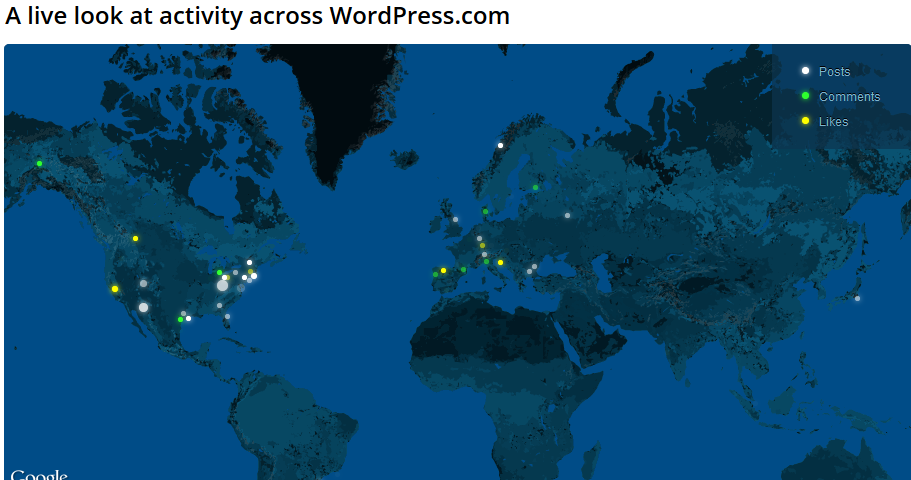 A live look at activity across WordPress.com
Posts
Comments
Likes
Google